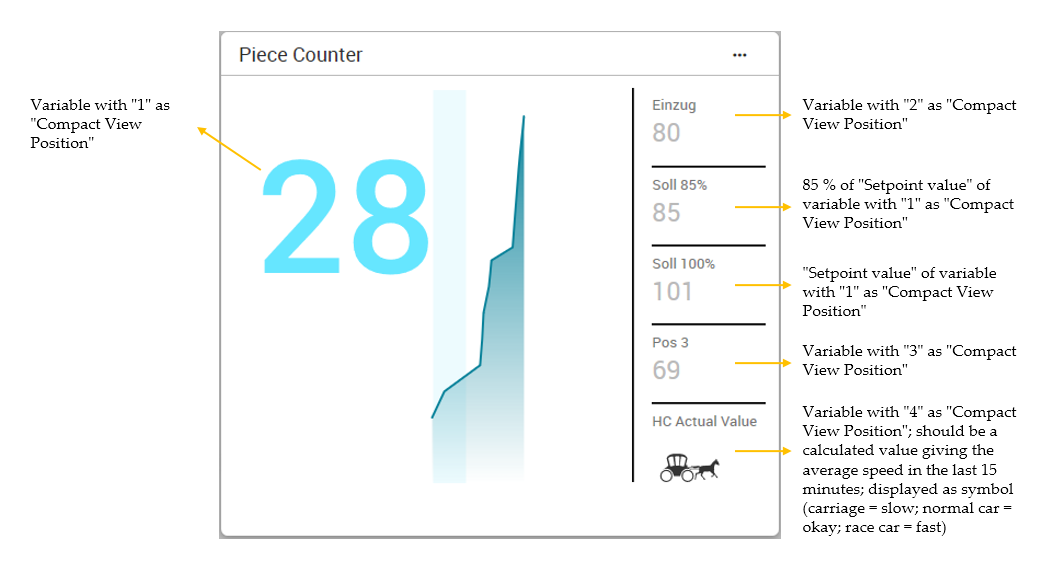 Piece Counter
Variable with "1" as
"Compact View
Position"
28
Einzug
80
Soll 85%
85
Soll 100%
101
Pos 3
69
HC Actual Value
Variable with "2" as "Compact
View Position"
85 % of "Setpoint value" of
variable with "1" as "Compact
View Position"
"Setpoint value" of variable
with "1" as "Compact View
Position"
Variable with "3" as "Compact
View Position"
Variable with "4" as "Compact
View Position"; should be a
calculated value giving the
average speed in the last 15
minutes; displayed as symbol
(carriage = slow; normal car =
okay; race car = fast)